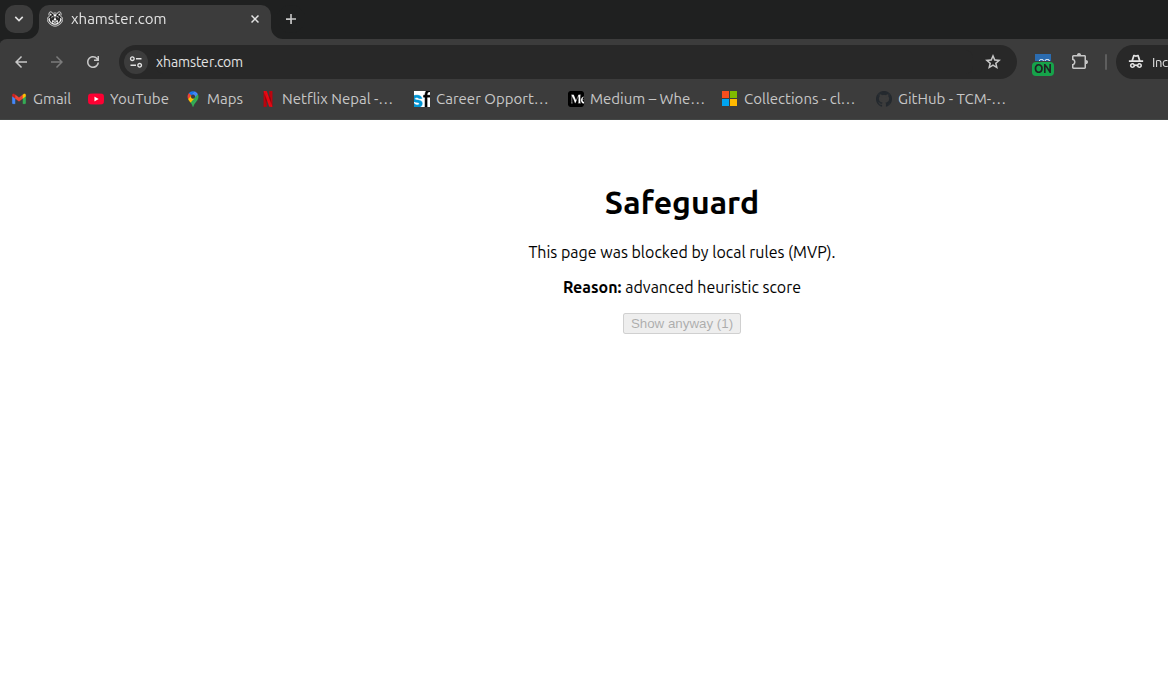 xhamster.com
xhamster.com
Inc
ON
Gmail YouTube Maps Netflix Nepal -... Career Opport... Medium – Whe... Collections - cl... GitHub - TCM-...
Safeguard
This page was blocked by local rules (MVP).
Reason: advanced heuristic score
Show anyway (1)